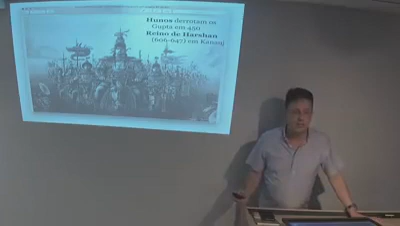 Hunos derrotam os
Gupta em 450
Reino de Harshan
(606-647) em Kanauj